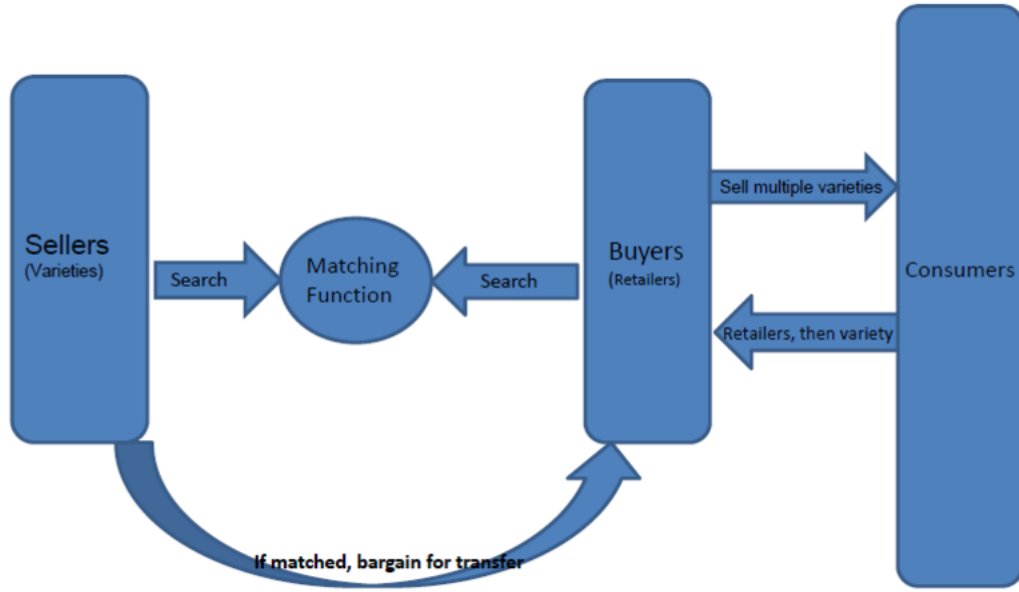 Sellers
(Varieties)
Search
Matching
Function
Search
Buyers
(Retailers)
Sell multiple varieties
Retailers, then variety
Consumers
If matched, bargain for transfer